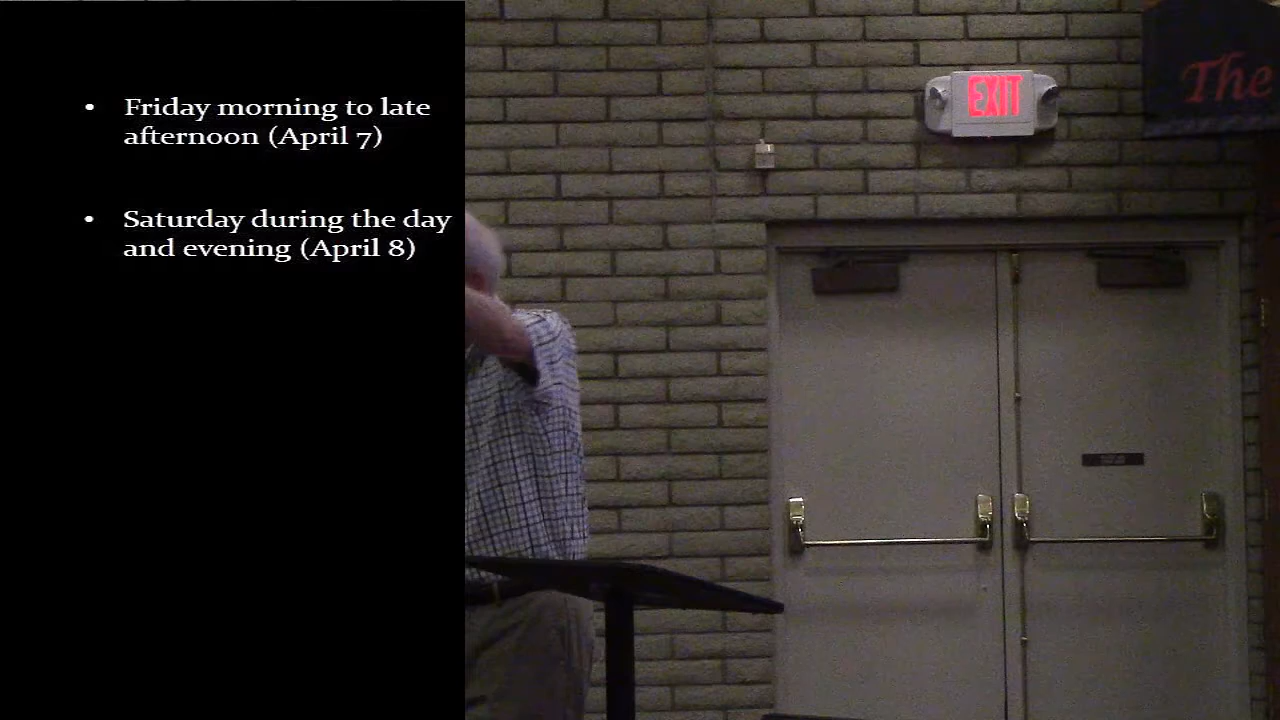 • Friday morning to late
afternoon (April 7)
• Saturday during the day
and evening (April 8)
EXIT
The